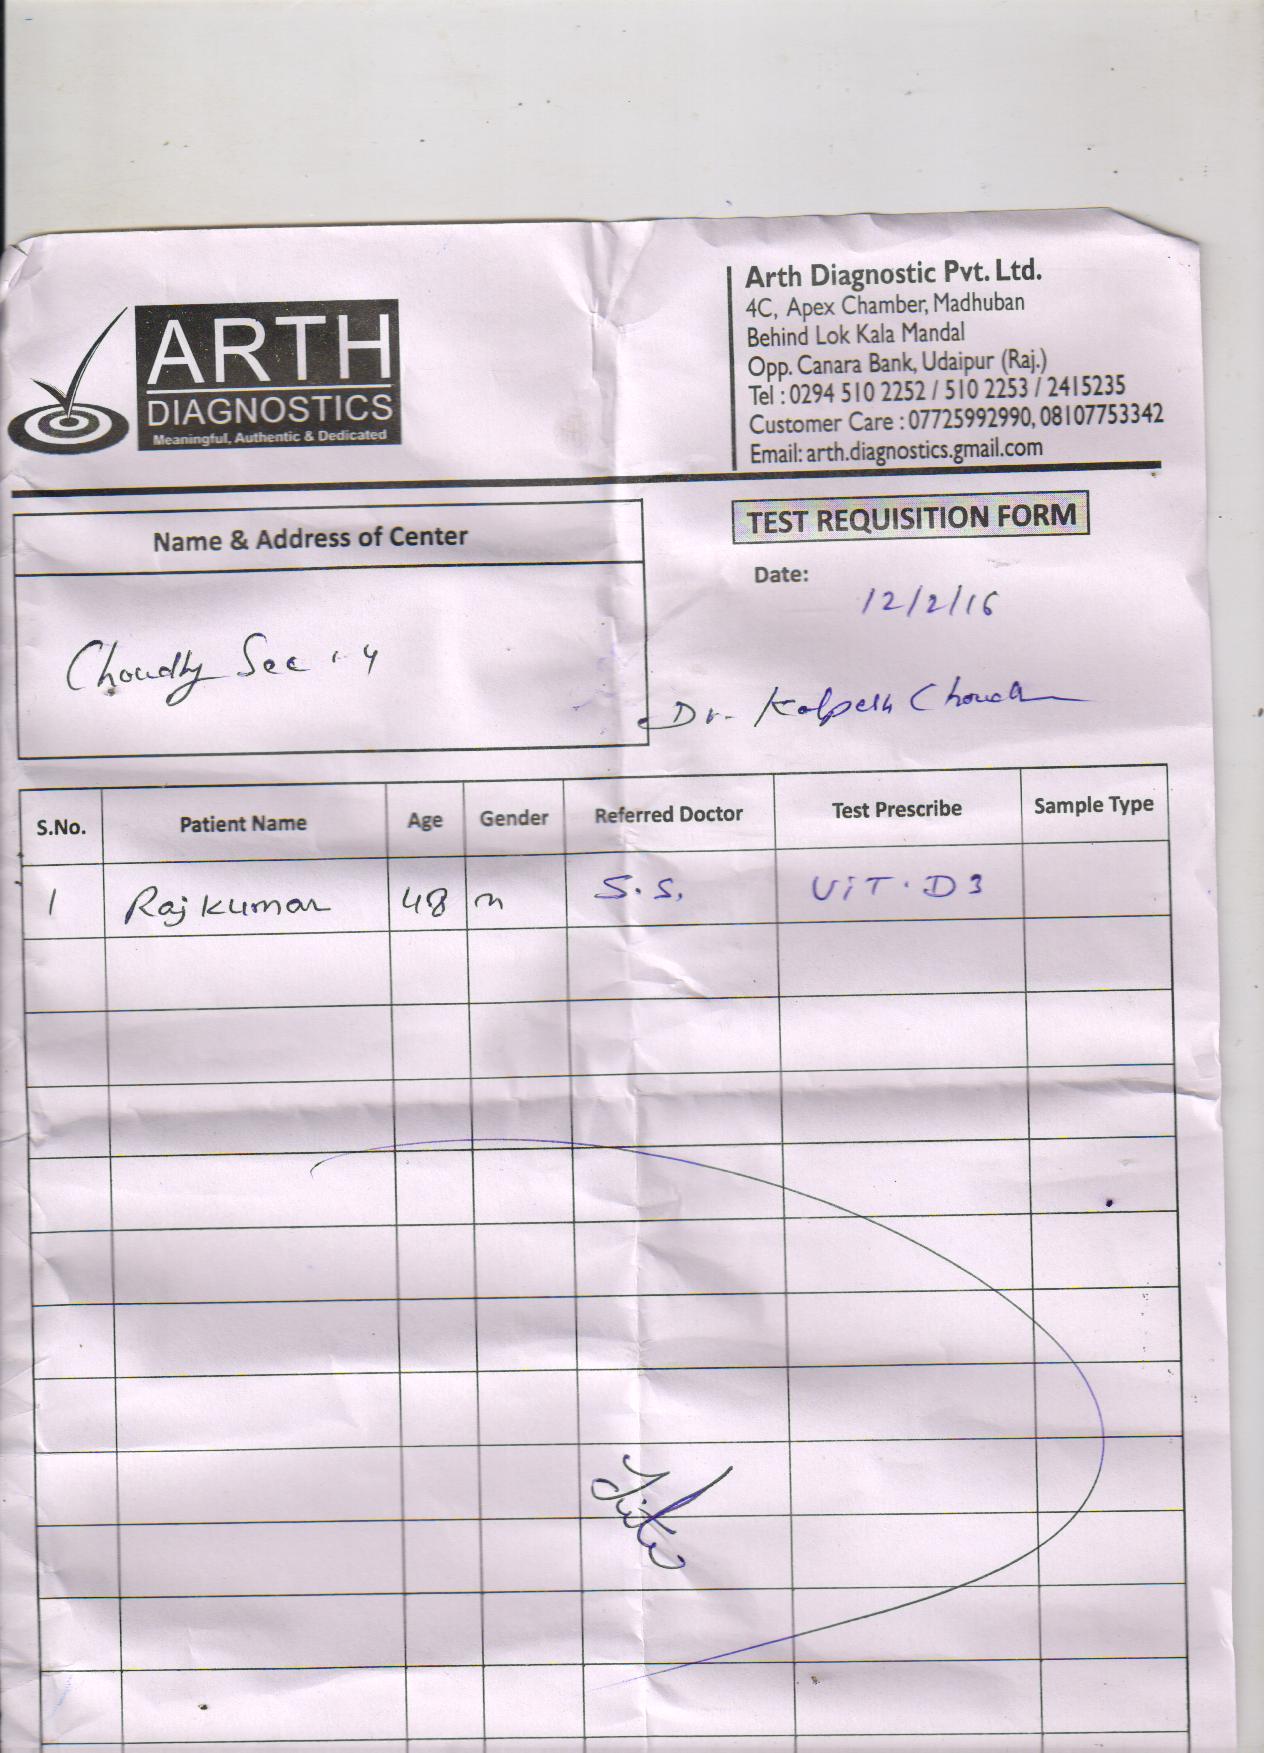 ARTH
DIAGNOSTICS
Meaningful, Authentic & Dedicated
Arth Diagnostic Pvt. Ltd.
4C, Apex Chamber, Madhuban
Behind Lok Kala Mandal
Opp. Canara Bank, Udaipur (Raj.)
Tel : 0294 510 2252 / 510 2253 / 2415235
Customer Care : 07725992990, 08107753342
Email: arth.diagnostics.gmail.com
Name & Address of Center
TEST REQUISITION FORM
Date:
12/2/16
Sec
Dr. Kalpesh
S.No. Patient Name Age Gender Referred Doctor Test Prescribe Sample Type
1 Raj Kumar 48 m S.S. ViT. D3